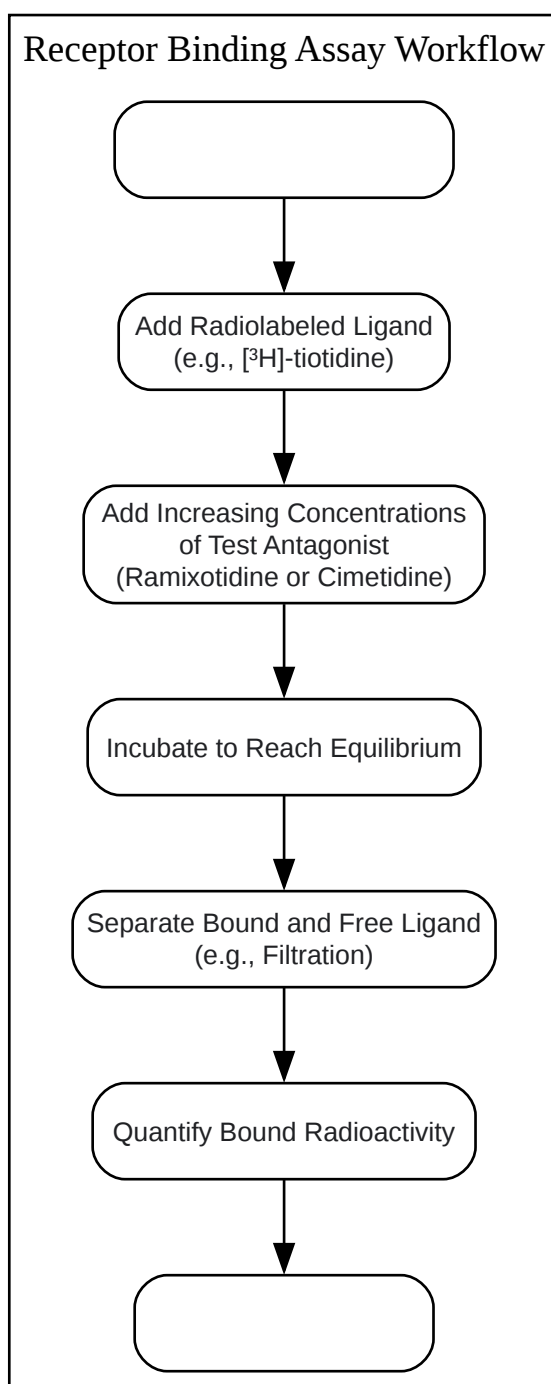 Receptor Binding Assay Workflow
Add Radiolabeled Ligand
(e.g., [³H]-tiotidine)
Add Increasing Concentrations
of Test Antagonist
(Ramixotidine or Cimetidine)
Incubate to Reach Equilibrium
Separate Bound and Free Ligand
(e.g., Filtration)
Quantify Bound Radioactivity